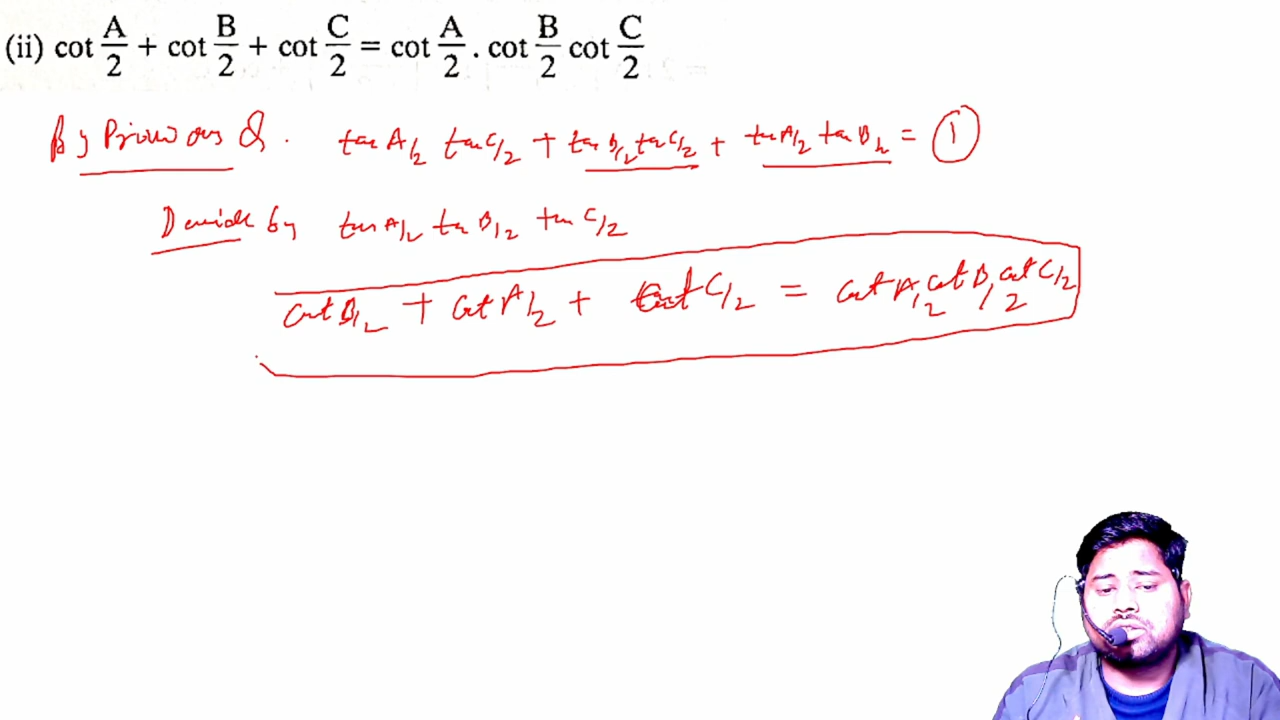 (ii) cot A/2 + cot B/2 + cot C/2 = cot A/2 . cot B/2 cot C/2
By Previous Q. tan A/2 tan C/2 + tan B/2 tan C/2 + tan A/2 tan B/2 = 1
Devide by tan A/2 tan B/2 tan C/2
cot B/2 + cot A/2 + cot C/2 = cot A/2 cot B/2 cot C/2